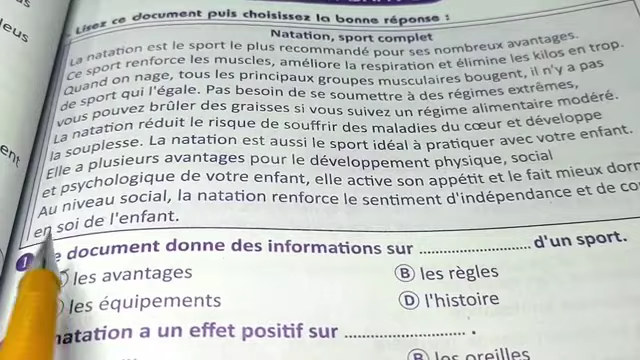 leus
ent
Lisez ce document puis choisissez la bonne réponse :
Natation, sport complet
La natation est le sport le plus recommandé pour ses nombreux avantages.
Ce sport renforce les muscles, améliore la respiration et élimine les kilos en trop.
Quand on nage, tous les principaux groupes musculaires bougent, il n'y a pas
de sport qui l'égale. Pas besoin de se soumettre à des régimes extrêmes,
vous pouvez brûler des graisses si vous suivez un régime alimentaire modéré.
La natation réduit le risque de souffrir des maladies du cœur et développe
la souplesse. La natation est aussi le sport idéal à pratiquer avec votre enfant.
Elle a plusieurs avantages pour le développement physique, social
et psychologique de votre enfant, elle active son appétit et le fait mieux dorm
Au niveau social, la natation renforce le sentiment d'indépendance et de co
en soi de l'enfant.
1 e document donne des informations sur ........................ d'un sport.
les avantages B les règles
les équipements D l'histoire
natation a un effet positif sur ........................ .
B les oreilles